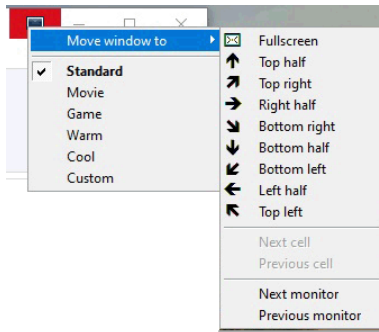 Move window to
Standard
Movie
Game
Warm
Cool
Custom
Fullscreen
Top half
Top right
Right half
Bottom right
Bottom half
Bottom left
Left half
Top left
Next cell
Previous cell
Next monitor
Previous monitor